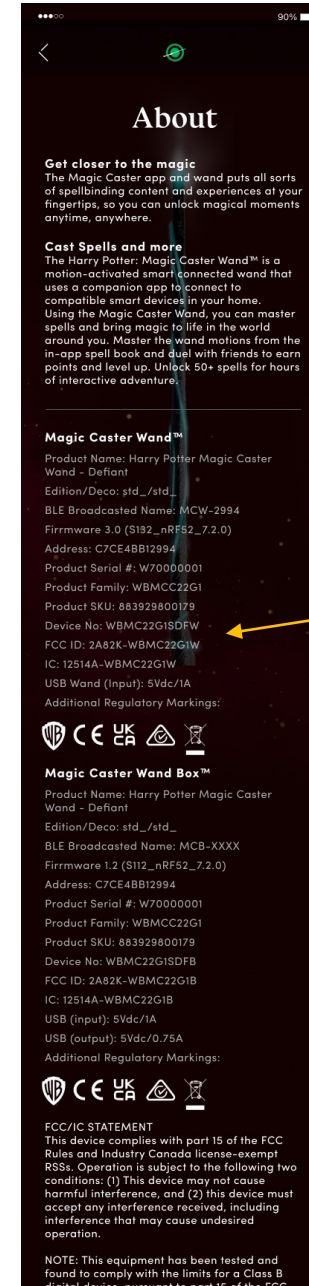 90%
About
Get closer to the magic
The Magic Caster app and wand puts all sorts
of spellbinding content and experiences at your
fingertips, so you can unlock magical moments
anytime, anywhere.
Cast Spells and more
The Harry Potter: Magic Caster Wand™ is a
motion-activated smart connected wand that
uses a companion app to connect to
compatible smart devices in your home.
Using the Magic Caster Wand, you can master
spells and bring magic to life in the world
around you. Master the wand motions from the
in-app spell book and duel with friends to earn
points and level up. Unlock 50+ spells for hours
of interactive adventure.
Magic Caster Wand™
Product Name: Harry Potter Magic Caster
Wand - Defiant
Edition/Deco: std_/std_
BLE Broadcasted Name: MCW-2994
Firrmware 3.0 (S132_nRF52_7.2.0)
Address: C7CE4BB12994
Product Serial #: W70000001
Product Family: WBMCC22G1
Product SKU: 883929800179
Device No: WBMC22G1SDFW
FCC ID: 2A82K-WBMC22G1W
IC: 12514A-WBMC22G1W
USB Wand (Input): 5Vdc/1A
Additional Regulatory Markings:
WB CE UK CA
Magic Caster Wand Box™
Product Name: Harry Potter Magic Caster
Wand - Defiant
Edition/Deco: std_/std_
BLE Broadcasted Name: MCB-XXXX
Firrmware 1.2 (S112_nRF52_7.2.0)
Address: C7CE4BB12994
Product Serial #: W70000001
Product Family: WBMCC22G1
Product SKU: 883929800179
Device No: WBMC22G1SDFB
FCC ID: 2A82K-WBMC22G1B
IC: 12514A-WBMC22G1B
USB (input): 5Vdc/1A
USB (output): 5Vdc/0.75A
Additional Regulatory Markings:
WB CE UK CA
FCC/IC STATEMENT
This device complies with part 15 of the FCC
Rules and Industry Canada license-exempt
RSSs. Operation is subject to the following two
conditions: (1) This device may not cause
harmful interference, and (2) this device must
accept any interference received, including
interference that may cause undesired
operation.
NOTE: This equipment has been tested and
found to comply with the limits for a Class B
digital device, pursuant to part 15 of the FCC